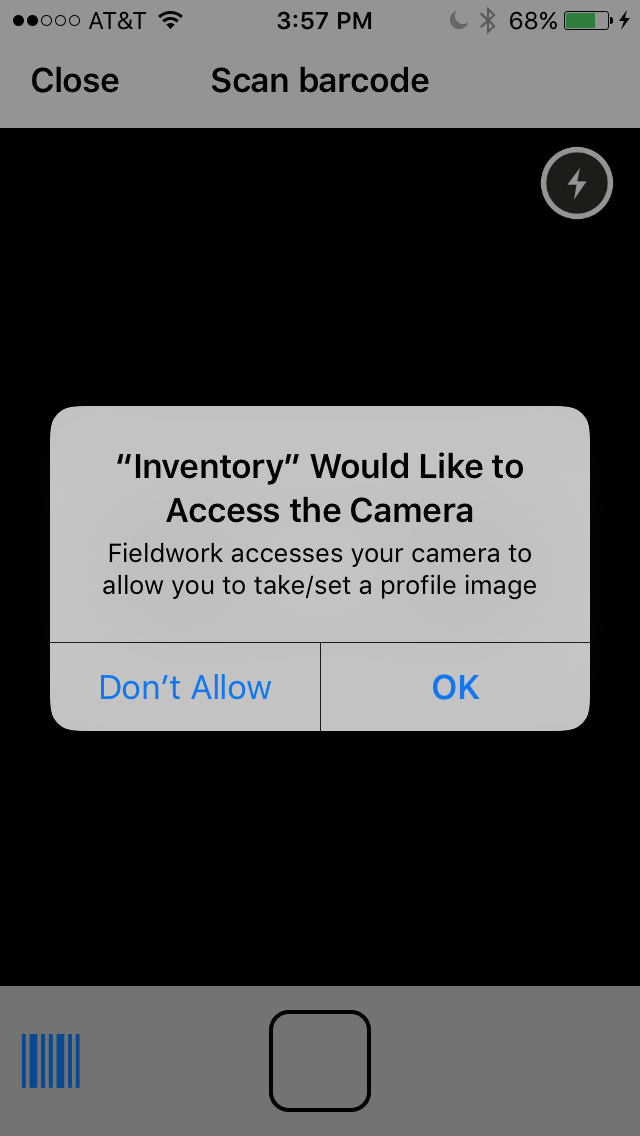 AT&T 3:57 PM 68%
Close Scan barcode
“Inventory” Would Like to
Access the Camera
Fieldwork accesses your camera to
allow you to take/set a profile image
Don’t Allow OK